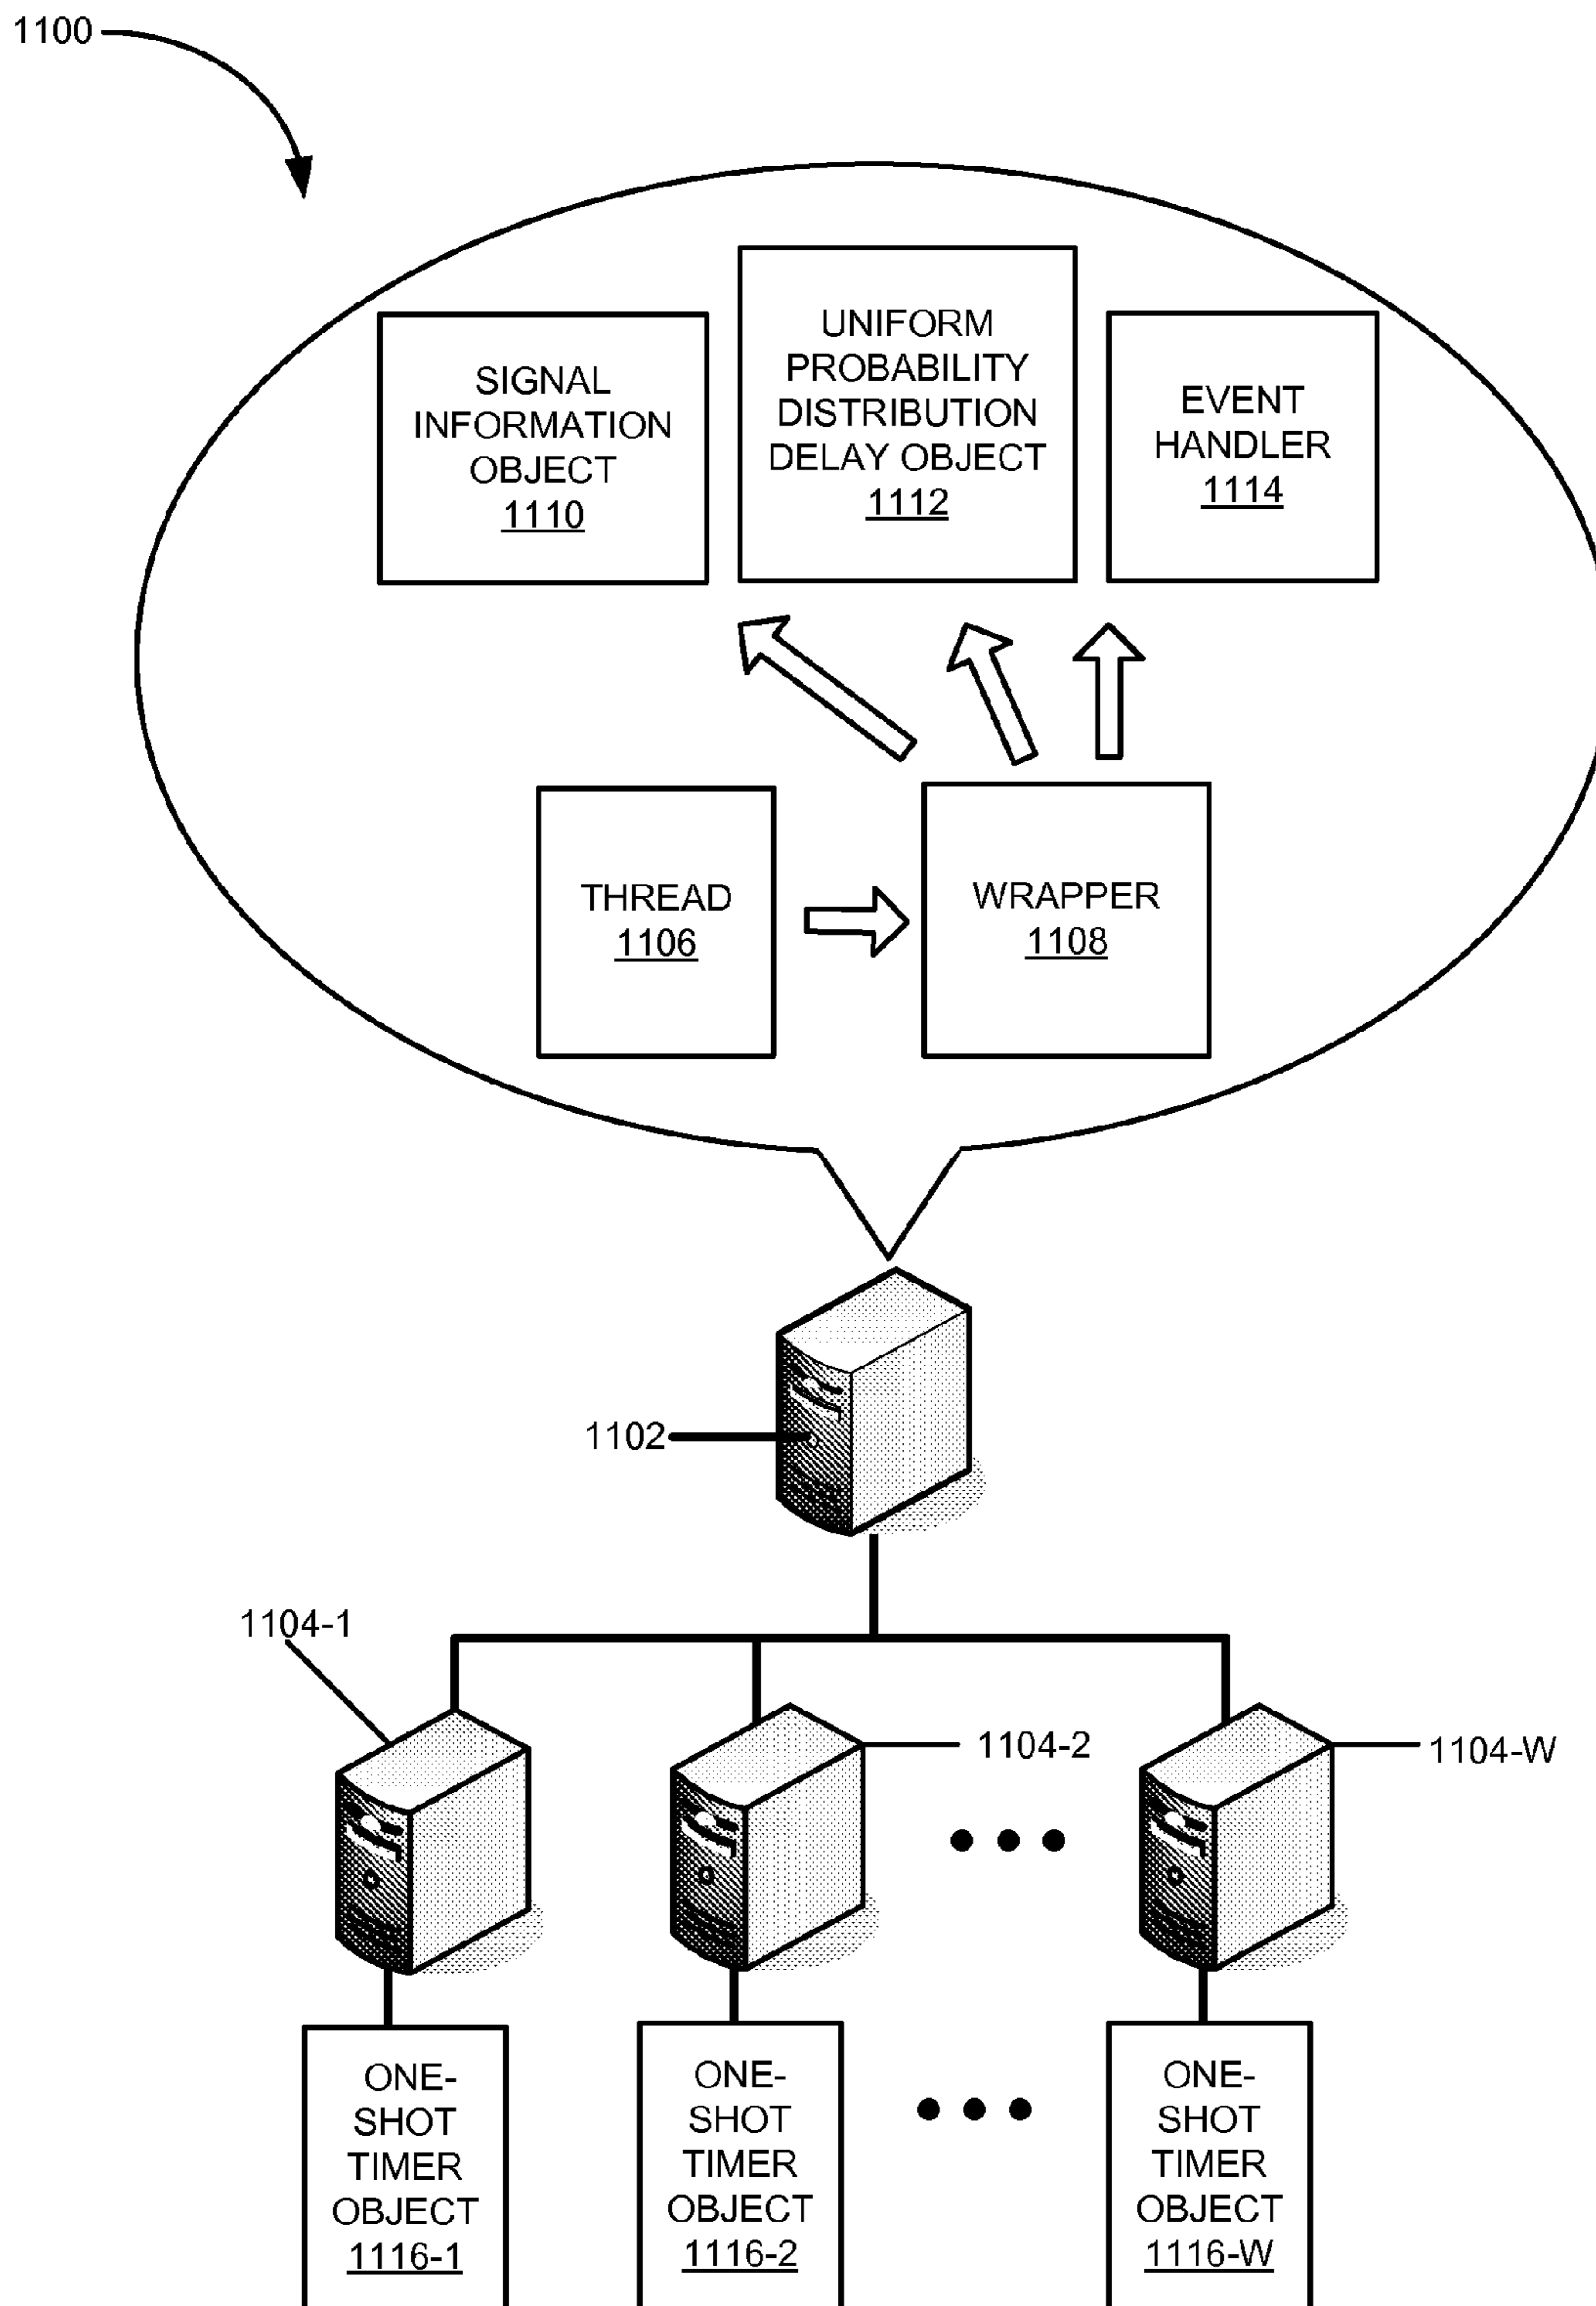 1100
SIGNAL
INFORMATION
OBJECT
1110
UNIFORM
PROBABILITY
DISTRIBUTION
DELAY OBJECT
1112
EVENT
HANDLER
1114
THREAD
1106
WRAPPER
1108
1102
1104-1
1104-2
1104-W
ONE-
SHOT
TIMER
OBJECT
1116-1
ONE-
SHOT
TIMER
OBJECT
1116-2
ONE-
SHOT
TIMER
OBJECT
1116-W